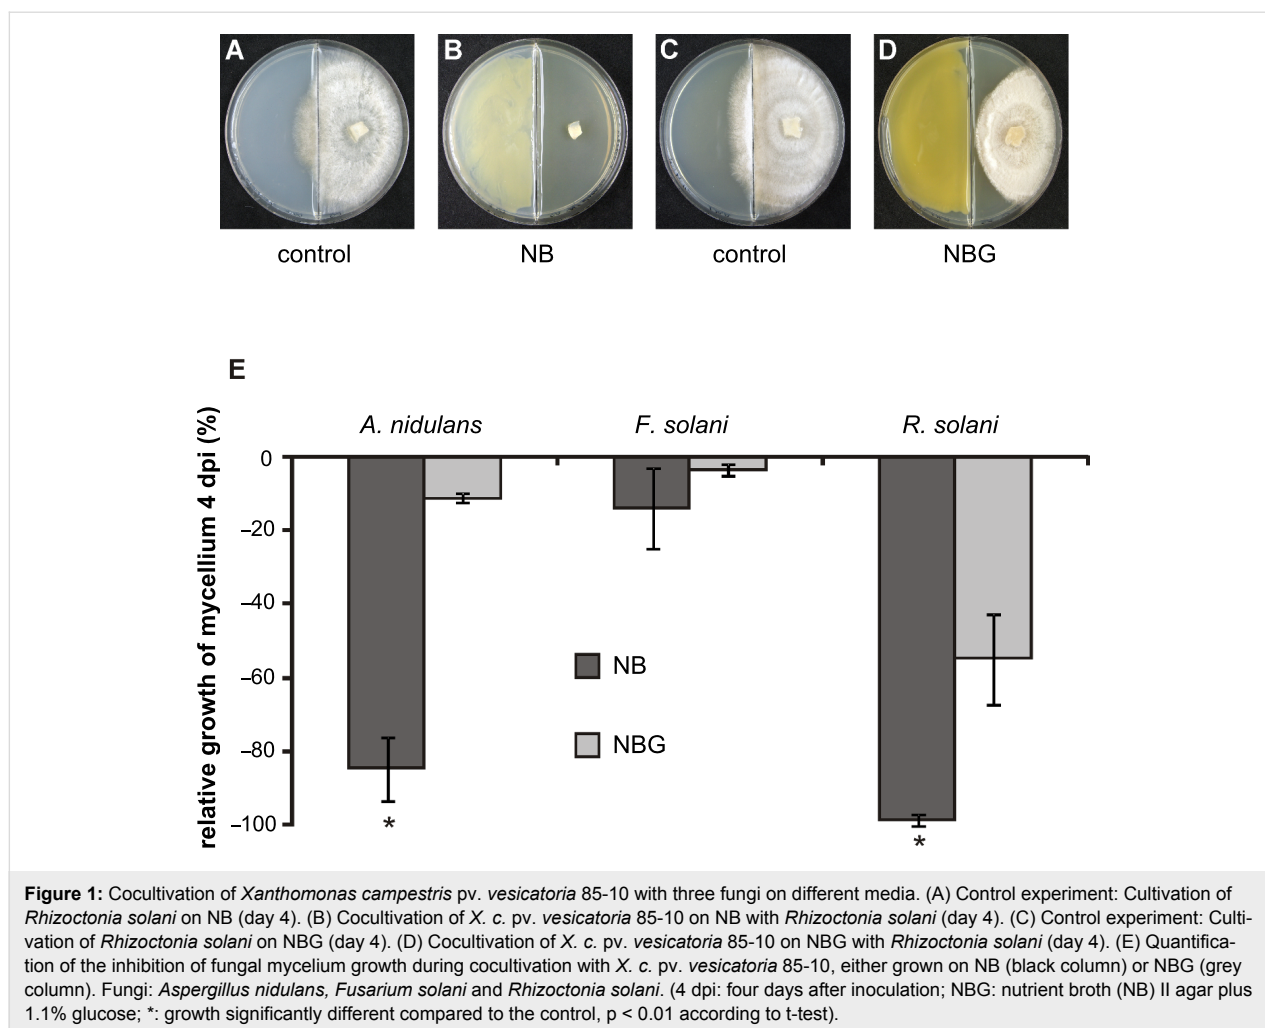 A B C D
control NB control NBG
E
relative growth of mycellium 4 dpi (%)
A. nidulans F. solani R. solani
0
–20
–40
–60
–80
–100
NB
NBG
*
*
Figure 1: Cocultivation of Xanthomonas campestris pv. vesicatoria 85-10 with three fungi on different media. (A) Control experiment: Cultivation of
Rhizoctonia solani on NB (day 4). (B) Cocultivation of X. c. pv. vesicatoria 85-10 on NB with Rhizoctonia solani (day 4). (C) Control experiment: Culti-
vation of Rhizoctonia solani on NBG (day 4). (D) Cocultivation of X. c. pv. vesicatoria 85-10 on NBG with Rhizoctonia solani (day 4). (E) Quantifica-
tion of the inhibition of fungal mycelium growth during cocultivation with X. c. pv. vesicatoria 85-10, either grown on NB (black column) or NBG (grey
column). Fungi: Aspergillus nidulans, Fusarium solani and Rhizoctonia solani. (4 dpi: four days after inoculation; NBG: nutrient broth (NB) II agar plus
1.1% glucose; *: growth significantly different compared to the control, p < 0.01 according to t-test).